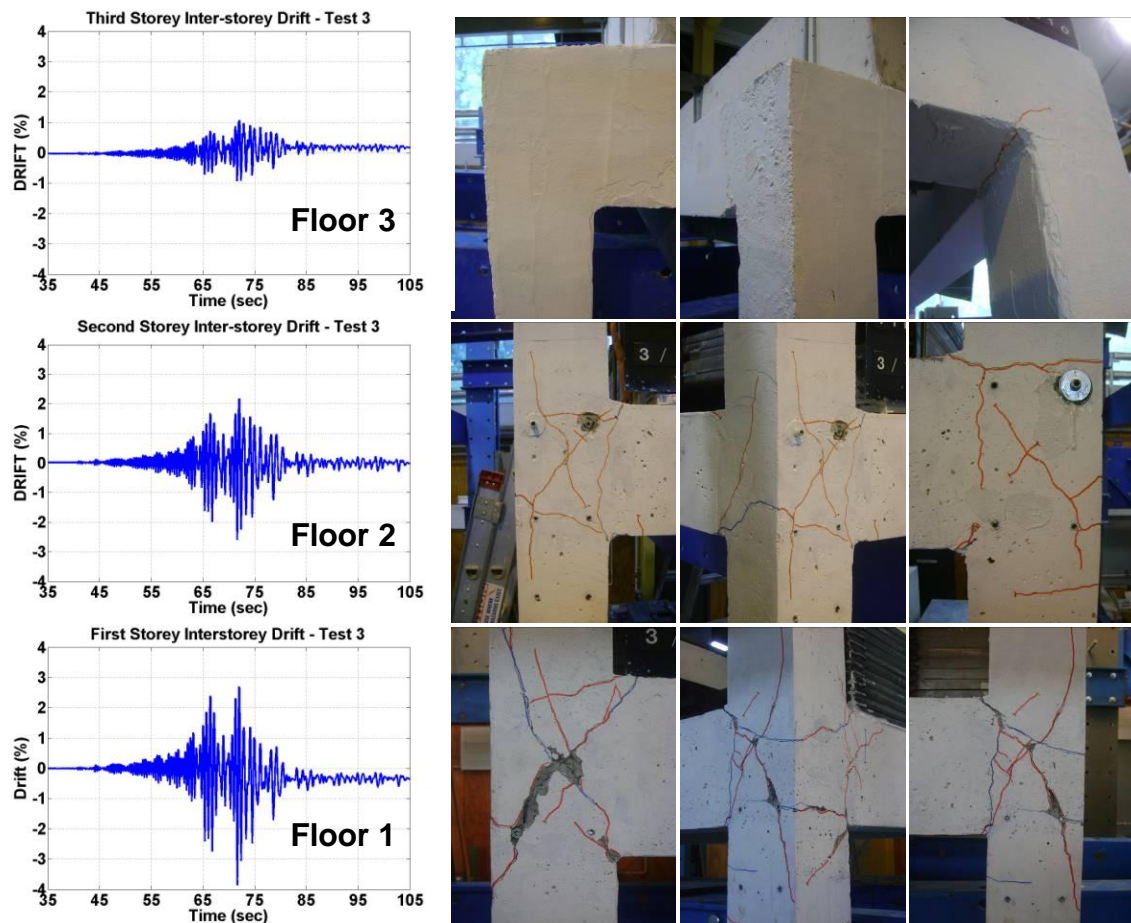 Third Storey Inter-storey Drift - Test 3
4
3
2
1
0
-1
-2
-3
-4
DRIFT (%)
Floor 3
35 45 55 65 75 85 95 105
Time (sec)
Second Storey Inter-storey Drift - Test 3
4
3
2
1
0
-1
-2
-3
-4
DRIFT (%)
Floor 2
35 45 55 65 75 85 95 105
Time (sec)
3 /
3 /
First Storey Interstorey Drift - Test 3
4
3
2
1
0
-1
-2
-3
-4
Drift (%)
Floor 1
35 45 55 65 75 85 95 105
Time (sec)
3